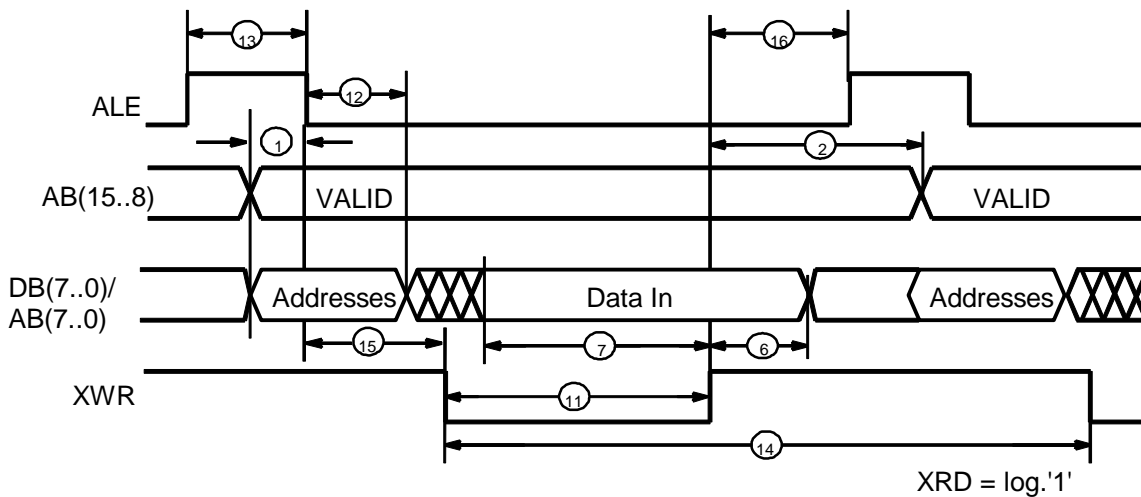 13
16
ALE
12
1
2
AB(15..8)
VALID
VALID
DB(7..0)/
AB(7..0)
Addresses
Data In
Addresses
15
7
6
XWR
11
14
XRD = log.'1'